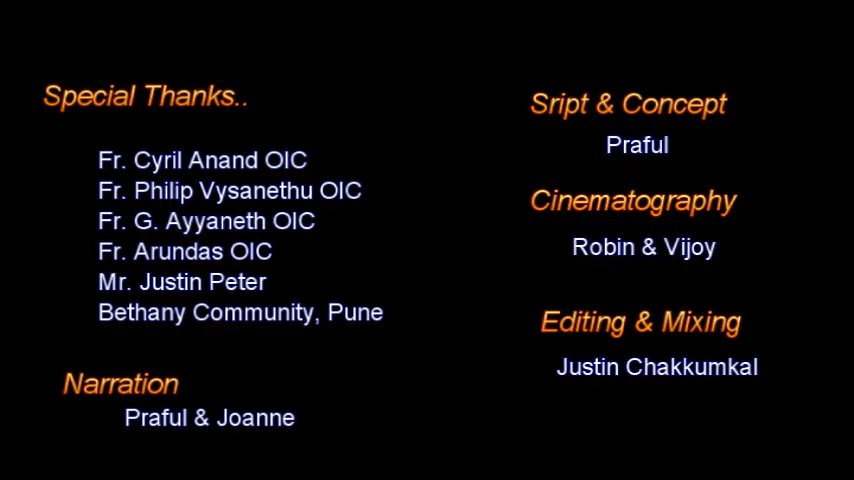 Special Thanks..
Fr. Cyril Anand OIC
Fr. Philip Vysanethu OIC
Fr. G. Ayyaneth OIC
Fr. Arundas OIC
Mr. Justin Peter
Bethany Community, Pune
Narration
Praful & Joanne
Sript & Concept
Praful
Cinematography
Robin & Vijoy
Editing & Mixing
Justin Chakkumkal